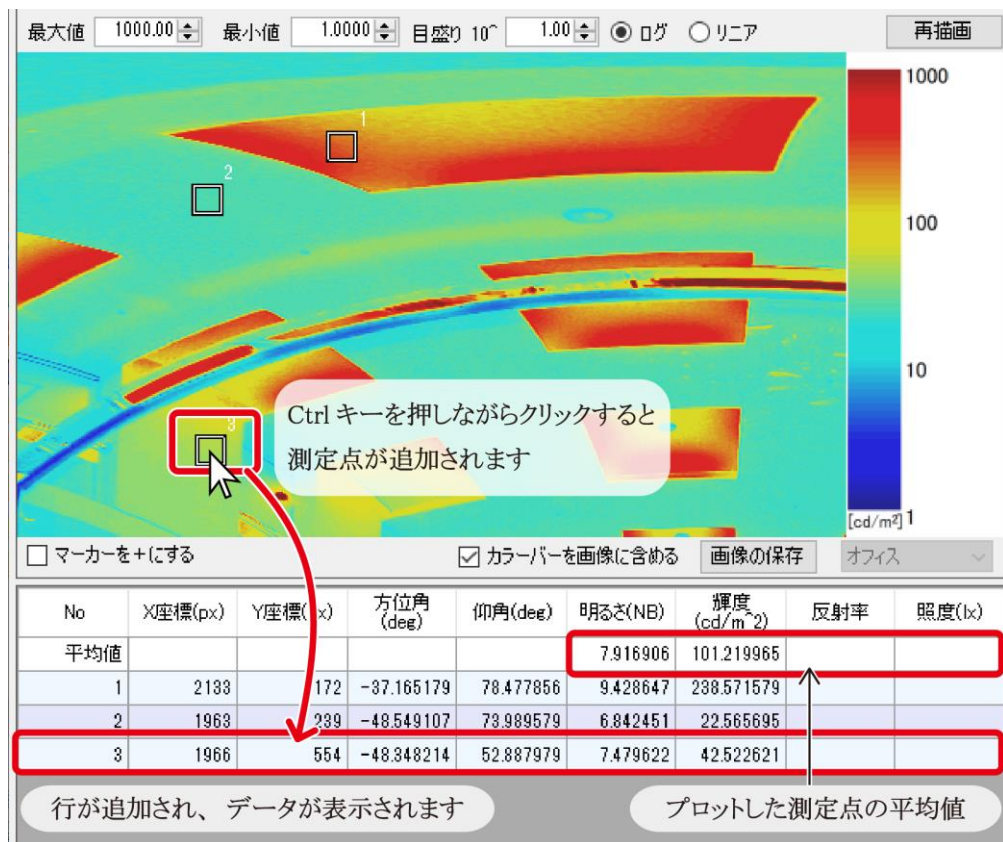 最大値 1000.00 最小値 1.0000 目盛り 10^ 1.00 ログ リニア 再描画
1000
1
2
100
10
3
Ctrl キーを押しながらクリックすると
測定点が追加されます
[cd/m²] 1
マーカーを+にする カラーバーを画像に含める 画像の保存 オフィス
No X座標(px) Y座標( x) 方位角(deg) 仰角(deg) 明るさ(NB) 輝度(cd/m^2) 反射率 照度(lx)
平均値 7.916906 101.219965
1 2133 172 -37.165179 78.477856 9.428647 238.571579
2 1963 239 -48.549107 73.989579 6.842451 22.565695
3 1966 554 -48.348214 52.887979 7.479622 42.522621
行が追加され、データが表示されます プロットした測定点の平均値